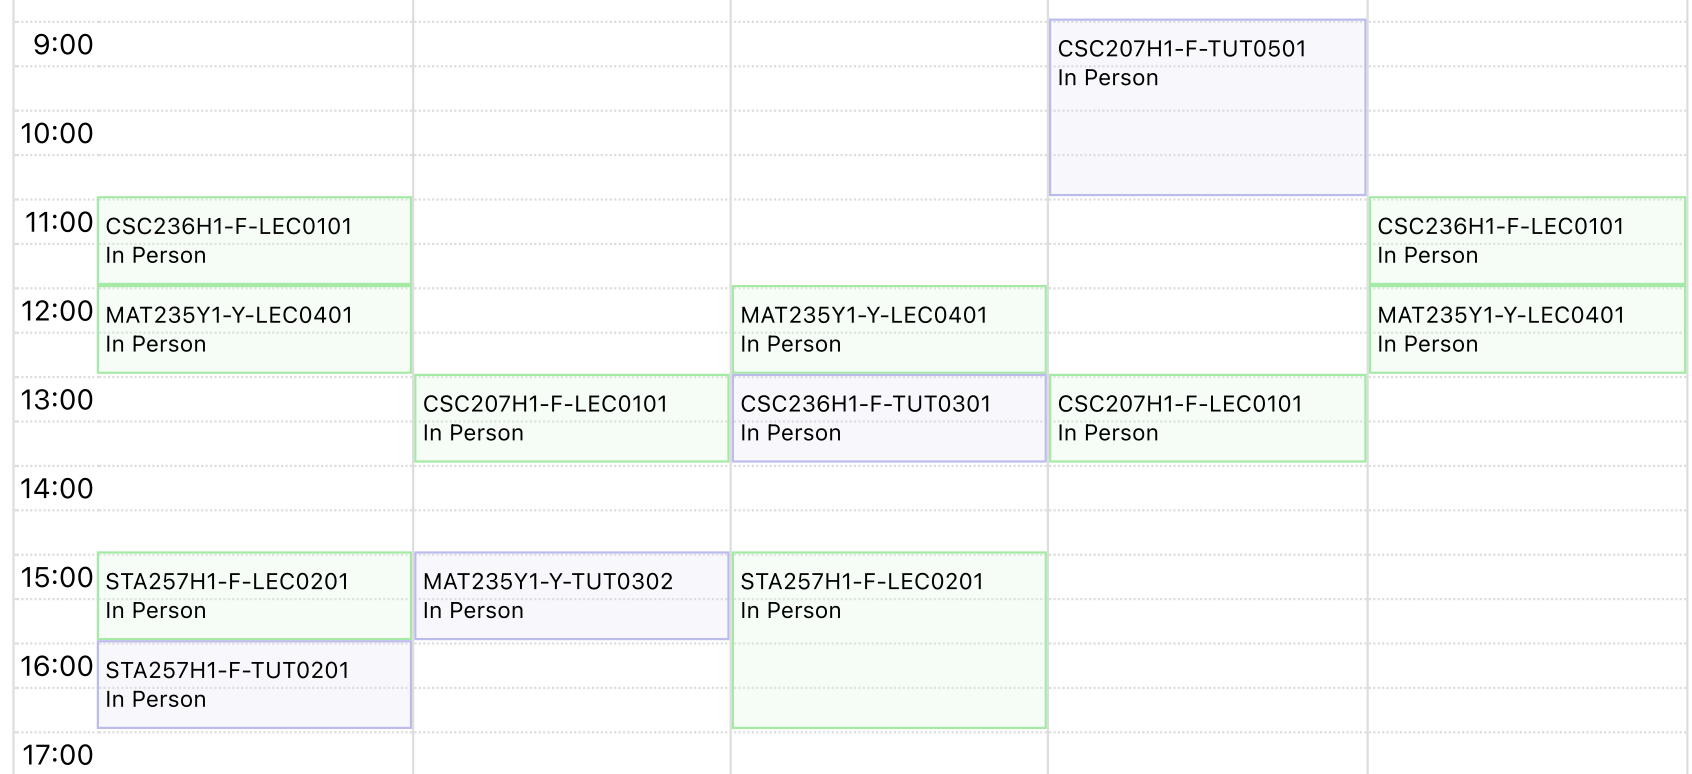 9:00
CSC207H1-F-TUT0501
In Person
10:00
11:00
CSC236H1-F-LEC0101
In Person
CSC236H1-F-LEC0101
In Person
12:00
MAT235Y1-Y-LEC0401
In Person
MAT235Y1-Y-LEC0401
In Person
MAT235Y1-Y-LEC0401
In Person
13:00
CSC207H1-F-LEC0101
In Person
CSC236H1-F-TUT0301
In Person
CSC207H1-F-LEC0101
In Person
14:00
15:00
STA257H1-F-LEC0201
In Person
MAT235Y1-Y-TUT0302
In Person
STA257H1-F-LEC0201
In Person
16:00
STA257H1-F-TUT0201
In Person
17:00